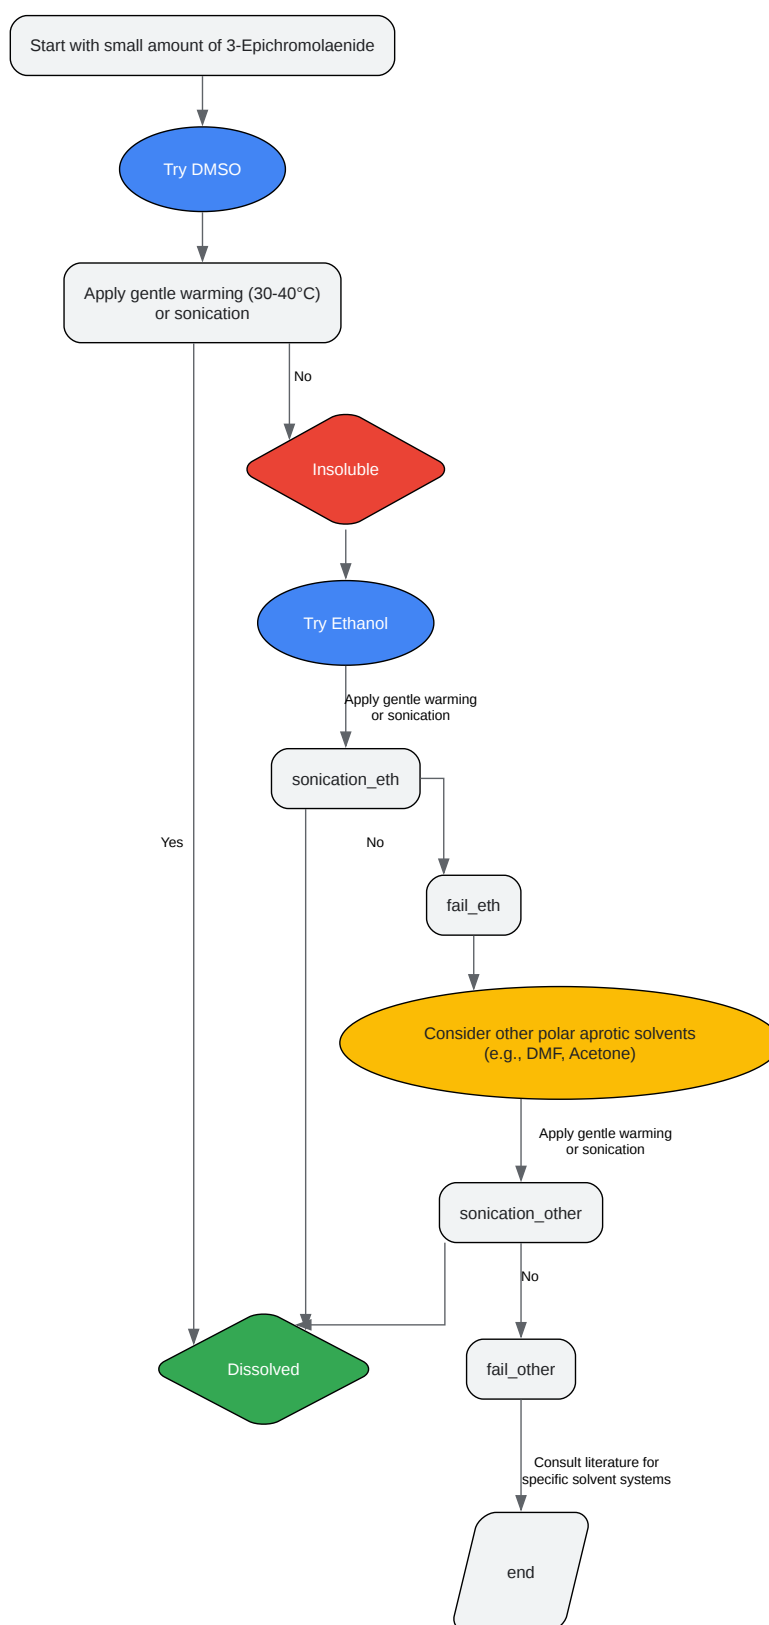 Start with small amount of 3-Epichromolaenide
Try DMSO
Apply gentle warming (30-40°C)
or sonication
No
Insoluble
Try Ethanol
Apply gentle warming
or sonication
sonication_eth
Yes
No
fail_eth
Consider other polar aprotic solvents
(e.g., DMF, Acetone)
Apply gentle warming
or sonication
sonication_other
No
Dissolved
fail_other
Consult literature for
specific solvent systems
end